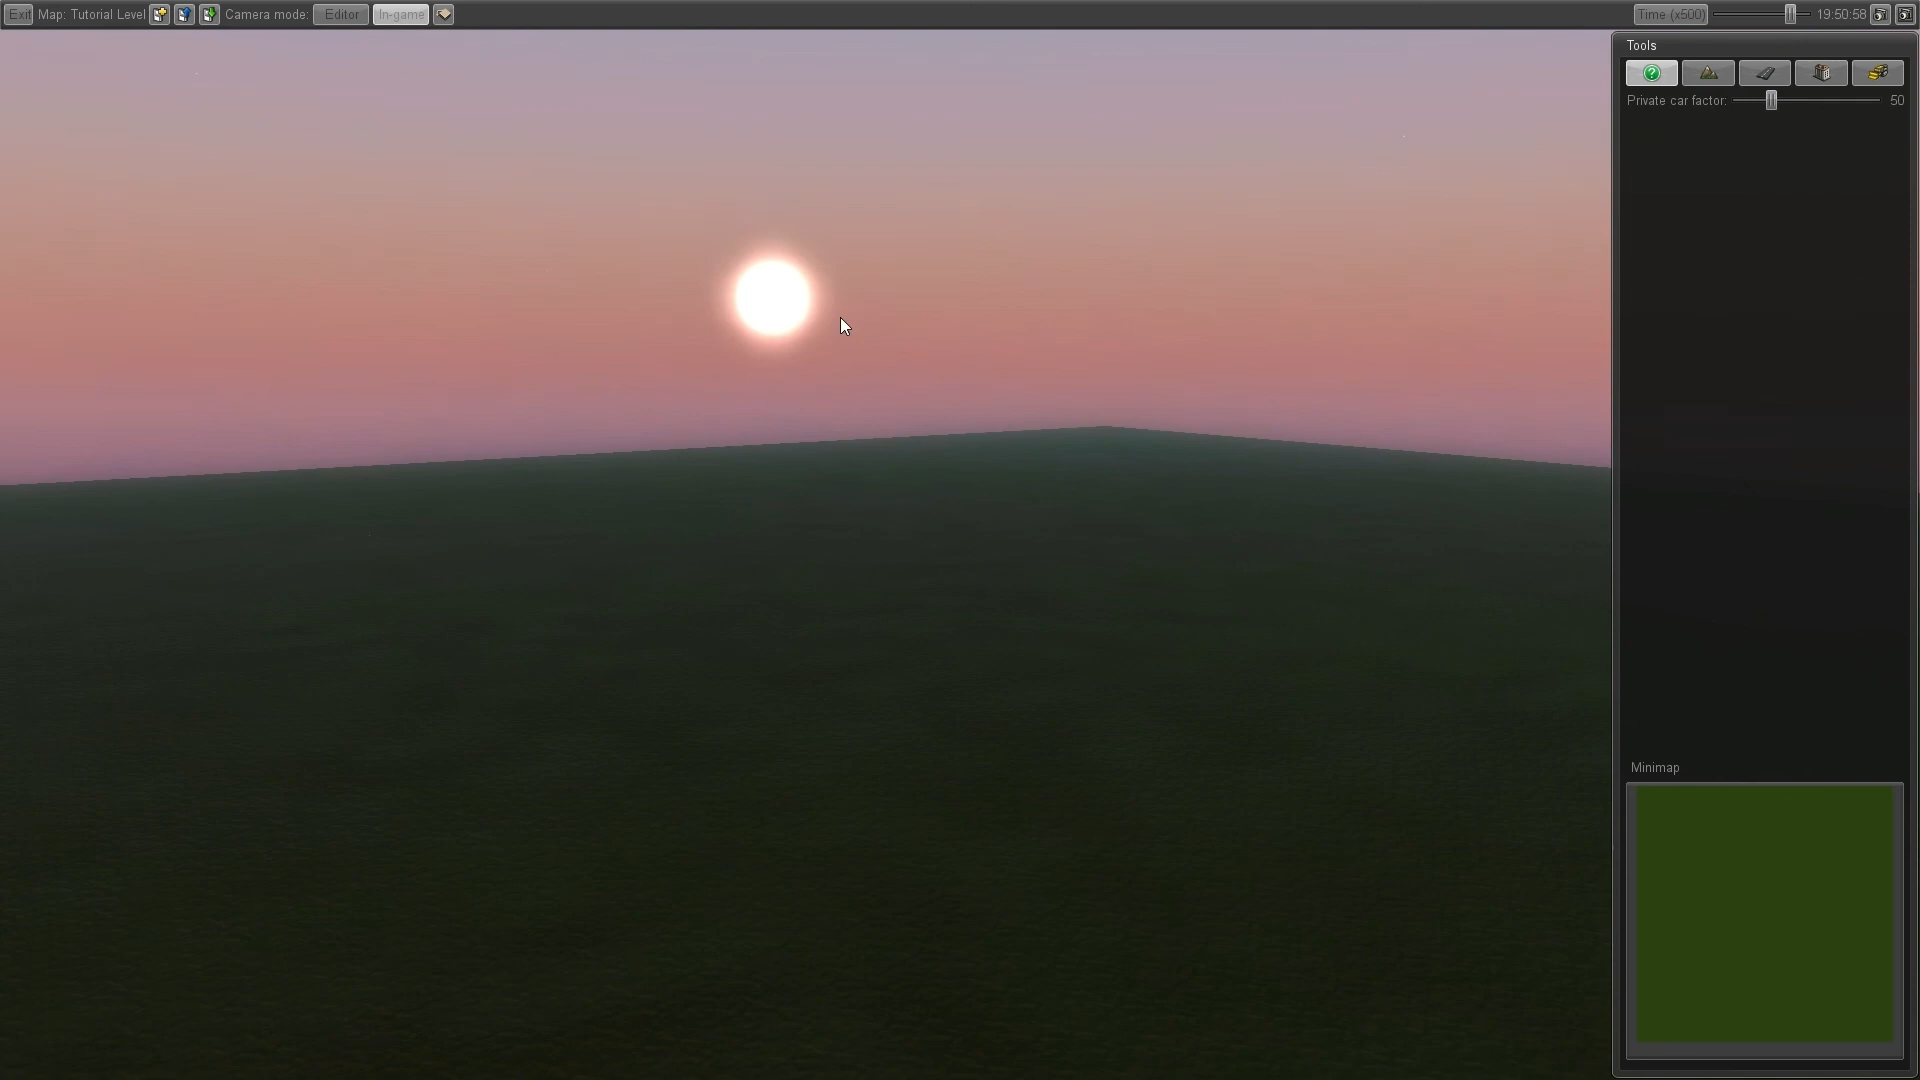 Exit Map: Tutorial Level Camera mode: Editor In-game Time (x500) 19:50:58
Tools
Private car factor: 50
Minimap